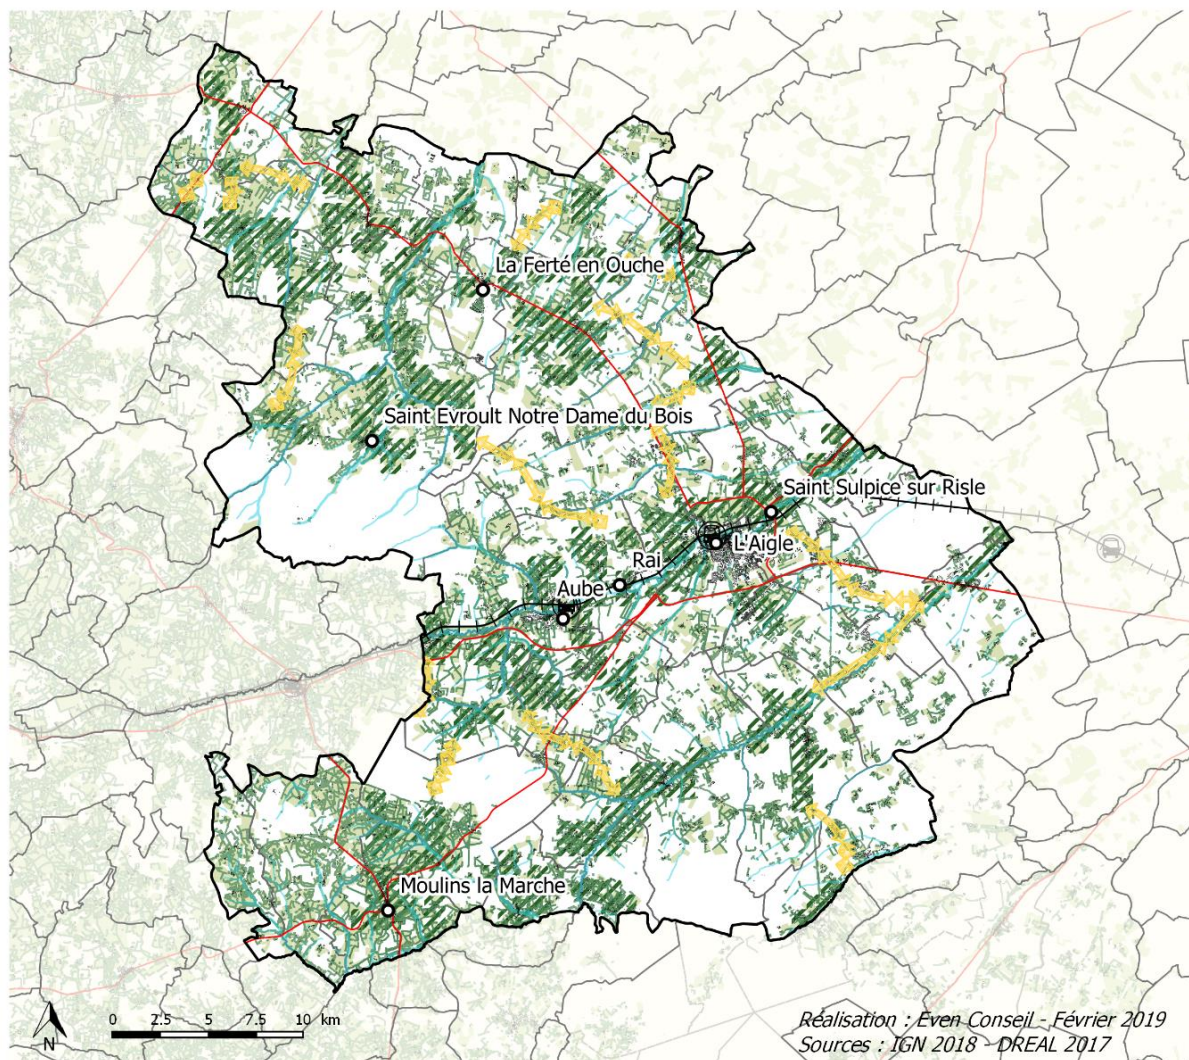 La Ferté en Ouche
Saint Evroult Notre Dame du Bois
Saint Sulpice sur Risle
L'Aigle
Rai
Aube
Moulins la Marche
N
0 2.5 5 7.5 10 km
Réalisation : Even Conseil - Février 2019
Sources : IGN 2018 - DREAL 2017